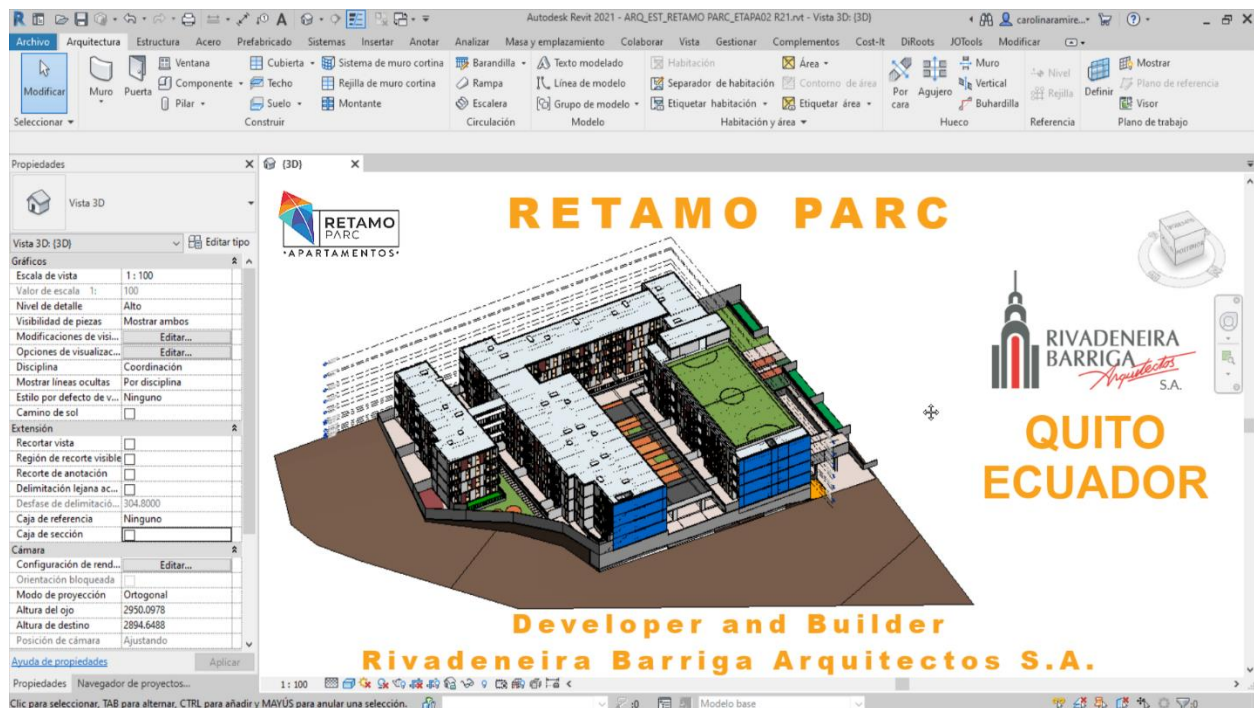 Autodesk Revit 2021 - ARQ_EST_RETAMO PARC_ETAPA02 R21.rvt - Vista 3D: {3D}
carolinaramire...
Archivo Arquitectura Estructura Acero Prefabricado Sistemas Insertar Anotar Analizar Masa y emplazamiento Colaborar Vista Gestionar Complementos Cost-It DiRoots JOTools Modificar
Modificar
Muro
Puerta
Ventana
Componente
Pilar
Cubierta
Techo
Suelo
Sistema de muro cortina
Rejilla de muro cortina
Montante
Barandilla
Rampa
Escalera
Texto modelado
Línea de modelo
Grupo de modelo
Habitación
Separador de habitación
Etiquetar habitación
Área
Contorno de área
Etiquetar área
Por cara
Agujero
Muro
Vertical
Buhardilla
Nivel
Rejilla
Definir
Mostrar
Plano de referencia
Visor
Seleccionar Construir Circulación Modelo Habitación y área Hueco Referencia Plano de trabajo
Propiedades
{3D}
Vista 3D
Vista 3D: {3D}
Editar tipo
Gráficos
Escala de vista 1 : 100
Valor de escala 1: 100
Nivel de detalle Alto
Visibilidad de piezas Mostrar ambos
Modificaciones de visi... Editar...
Opciones de visualizac... Editar...
Disciplina Coordinación
Mostrar líneas ocultas Por disciplina
Estilo por defecto de v... Ninguno
Camino de sol
Extensión
Recortar vista
Región de recorte visible
Recorte de anotación
Delimitación lejana ac...
Desfase de delimitació... 304.8000
Caja de referencia Ninguno
Caja de sección
Cámara
Configuración de rend... Editar...
Orientación bloqueada
Modo de proyección Ortogonal
Altura del ojo 2950.0978
Altura de destino 2894.6488
Posición de cámara Ajustando
Ayuda de propiedades
Aplicar
Propiedades
Navegador de proyectos...
RETAMO
PARC
·APARTAMENTOS·
RETAMO PARC
RIVADENEIRA
BARRIGA
Arquitectos
S.A.
QUITO
ECUADOR
Developer and Builder
Rivadeneira Barriga Arquitectos S.A.
1 : 100
Clic para seleccionar, TAB para alternar, CTRL para añadir y MAYÚS para anular una selección.
:0
Modelo base
:0